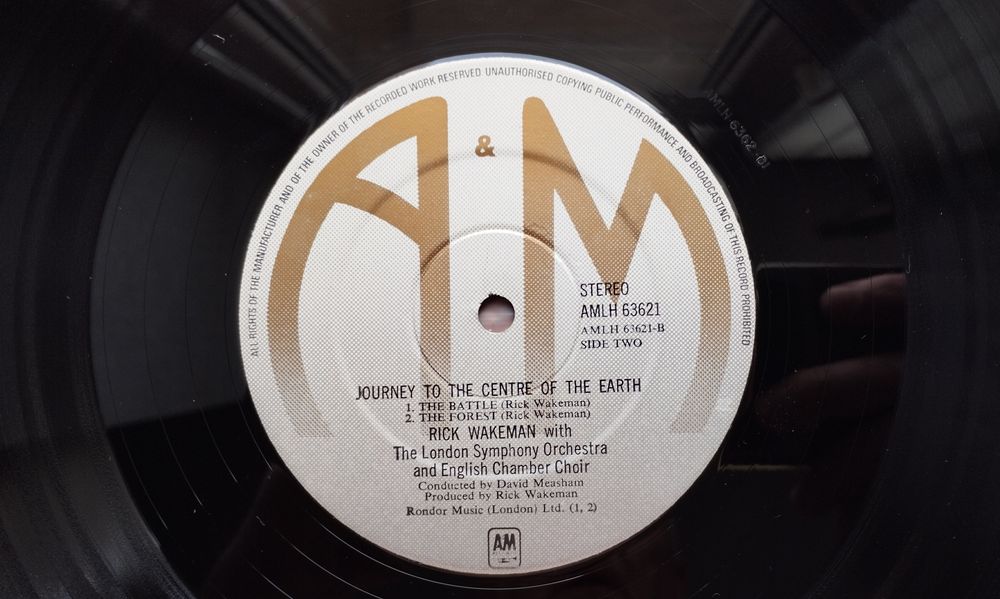 ALL RIGHTS OF THE MANUFACTURER AND OF THE OWNER OF THE RECORDED WORK RESERVED UNAUTHORISED COPYING PUBLIC PERFORMANCE AND BROADCASTING OF THIS RECORD PROHIBITED
A & M
STEREO
AMLH 63621
AMLH 63621-B
SIDE TWO
JOURNEY TO THE CENTRE OF THE EARTH
1. THE BATTLE (Rick Wakeman)
2. THE FOREST (Rick Wakeman)
RICK WAKEMAN with
The London Symphony Orchestra
and English Chamber Choir
Conducted by David Measham
Produced by Rick Wakeman
Rondor Music (London) Ltd. (1, 2)
AM